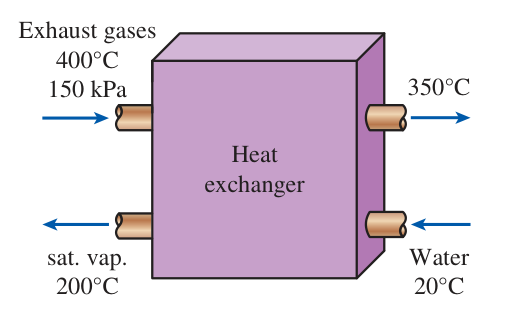 Exhaust gases
400°C
150 kPa
350°C
Heat
exchanger
sat. vap.
200°C
Water
20°C